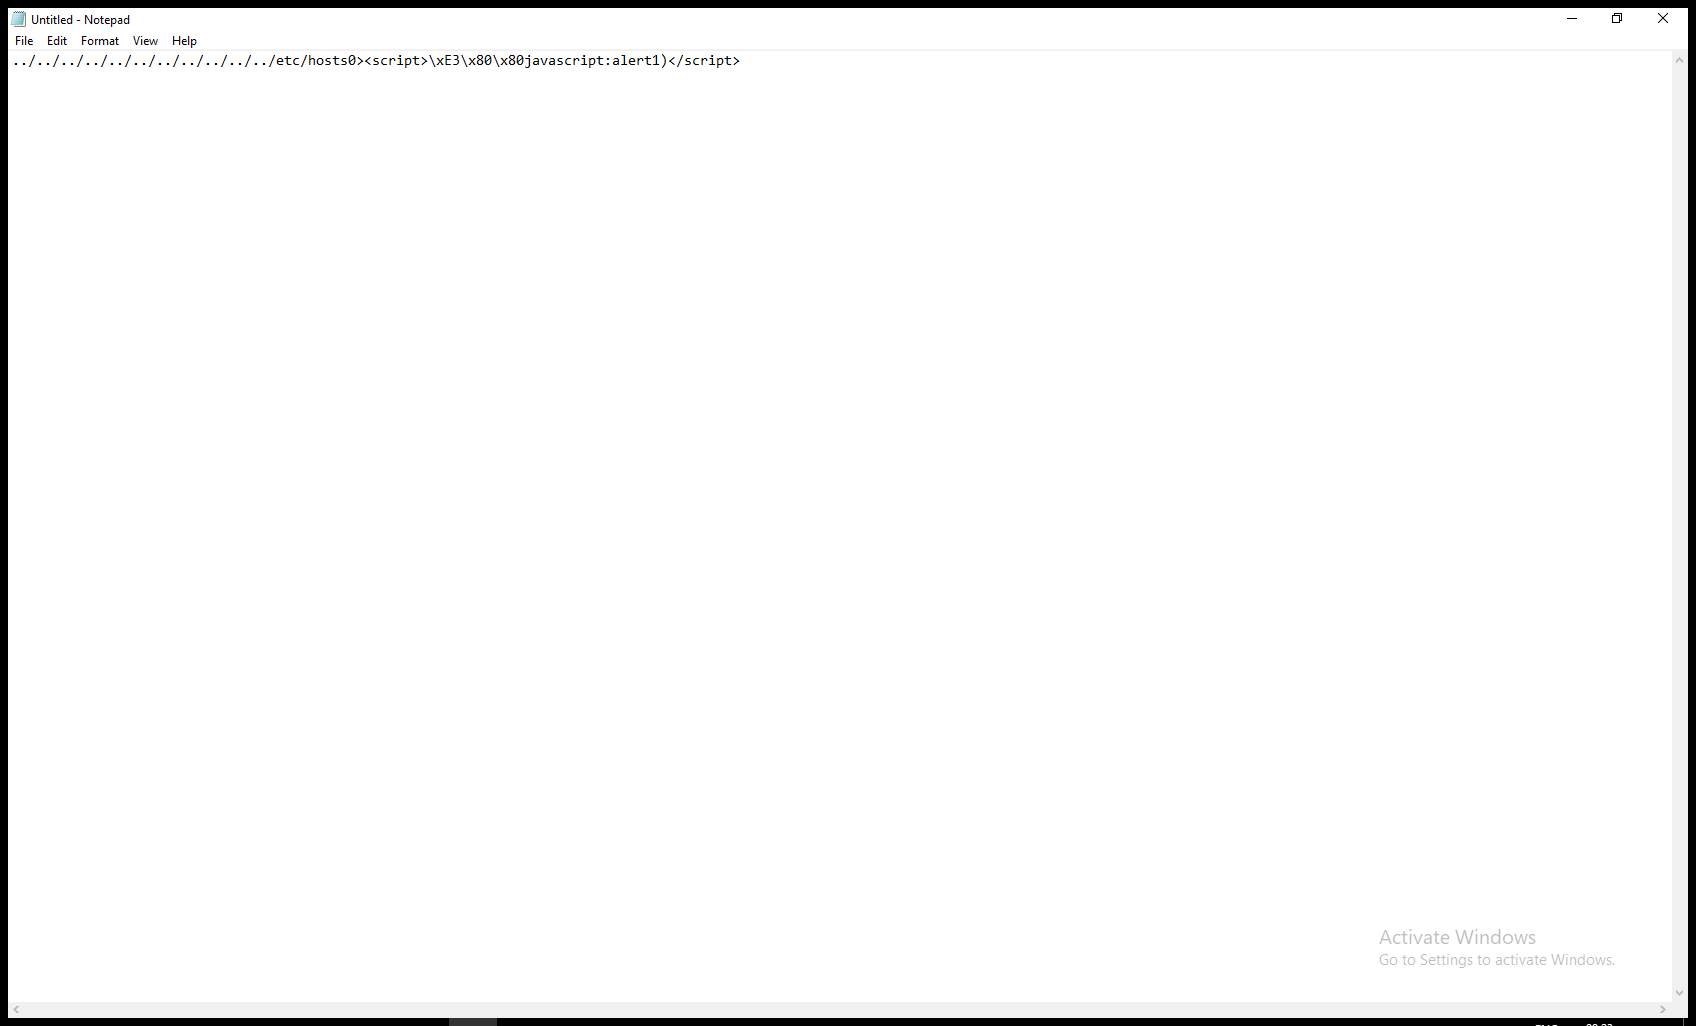 Untitled - Notepad
File Edit Format View Help
../../../../../../../../../../../etc/hosts0><script>\xE3\x80\x80javascript:alert1)</script>
Activate Windows
Go to Settings to activate Windows.